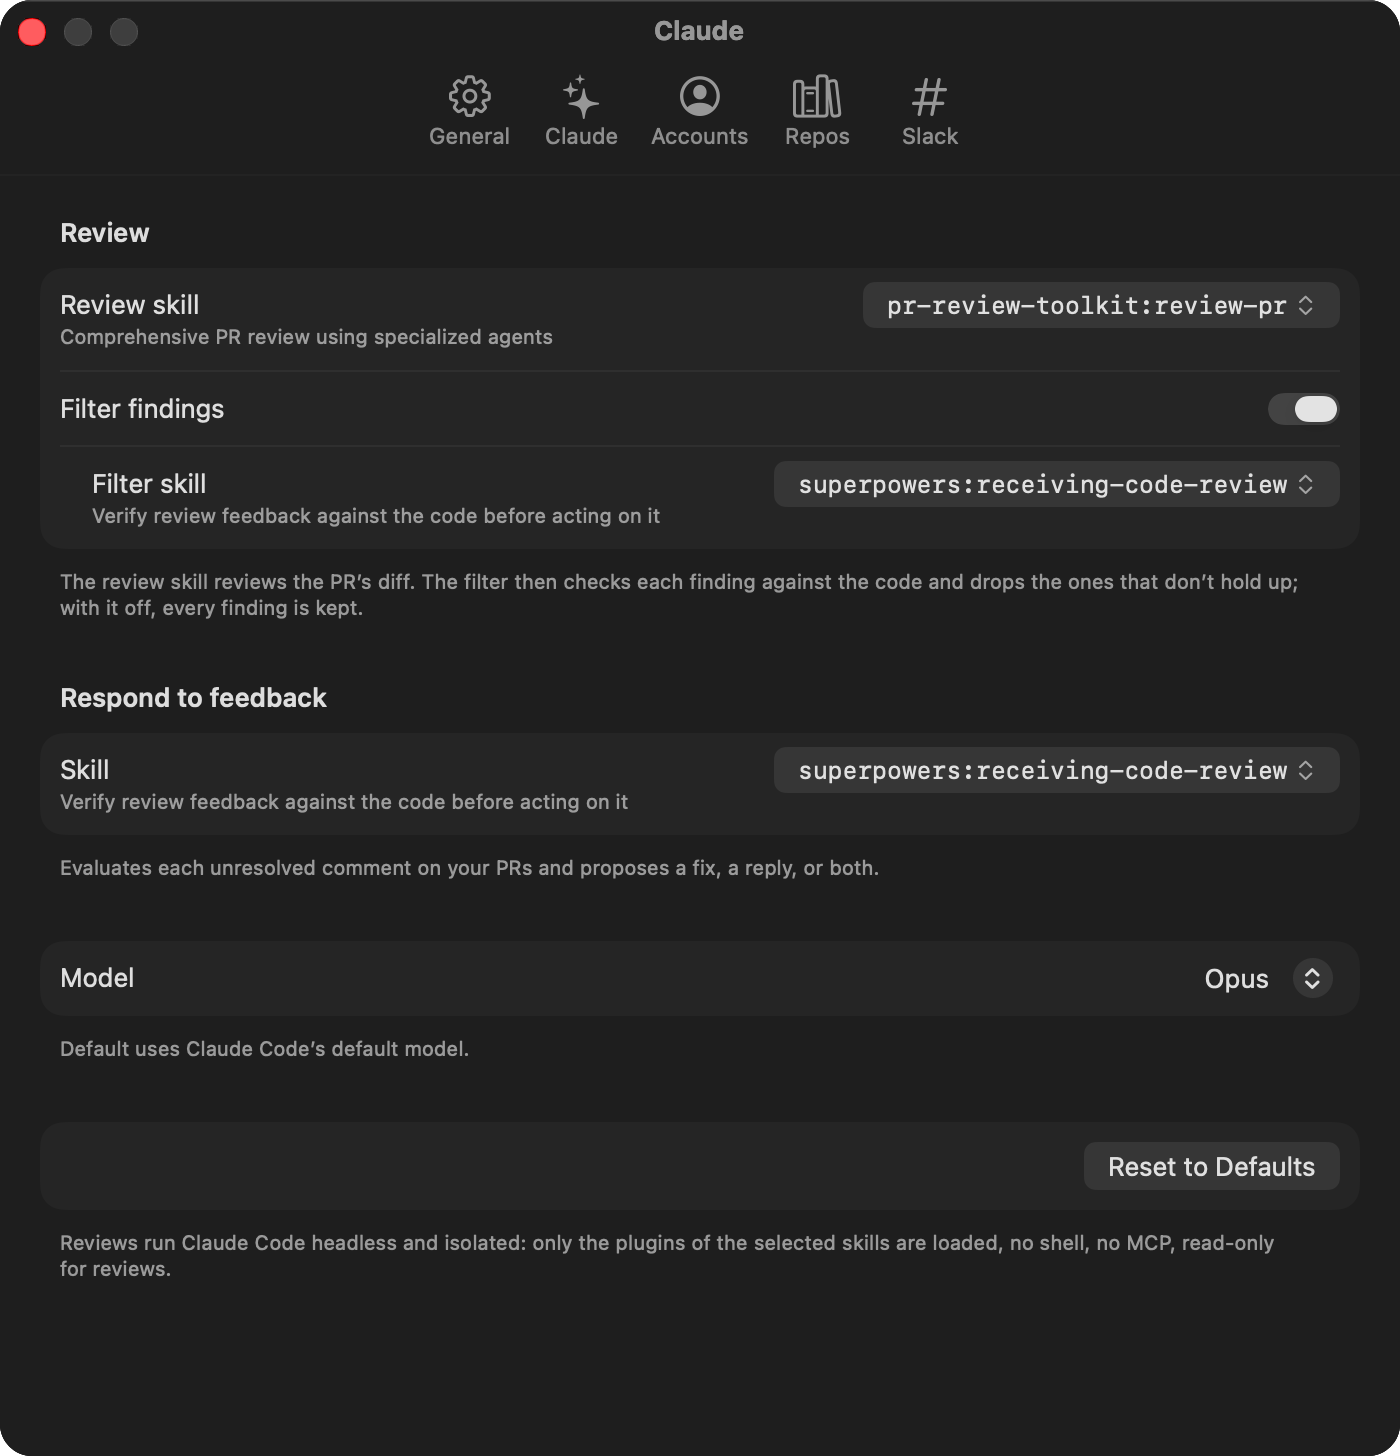 Claude
General
Claude
Accounts
Repos
Slack
Review
Review skill
pr-review-toolkit:review-pr
Comprehensive PR review using specialized agents
Filter findings
Filter skill
superpowers:receiving-code-review
Verify review feedback against the code before acting on it
The review skill reviews the PR’s diff. The filter then checks each finding against the code and drops the ones that don’t hold up;
with it off, every finding is kept.
Respond to feedback
Skill
superpowers:receiving-code-review
Verify review feedback against the code before acting on it
Evaluates each unresolved comment on your PRs and proposes a fix, a reply, or both.
Model
Opus
Default uses Claude Code’s default model.
Reset to Defaults
Reviews run Claude Code headless and isolated: only the plugins of the selected skills are loaded, no shell, no MCP, read-only
for reviews.